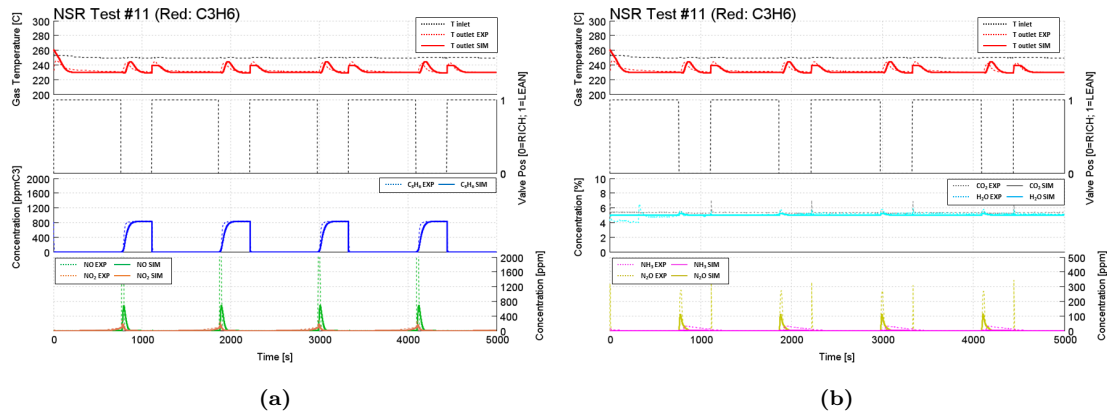 NSR Test #11 (Red: C3H6)
Gas Temperature [C]
300
280
260
240
220
200
T inlet
T outlet EXP
T outlet SIM
1
0
Valve Pos [0=RICH; 1=LEAN]
Concentration [ppmC3]
2000
1600
1200
800
400
0
C₃H₆ EXP C₃H₆ SIM
NO EXP NO SIM
NO₂ EXP NO₂ SIM
2000
1600
1200
800
400
0
Concentration [ppm]
0 1000 2000 3000 4000 5000
Time [s]
(a)
NSR Test #11 (Red: C3H6)
Gas Temperature [C]
300
280
260
240
220
200
T inlet
T outlet EXP
T outlet SIM
1
0
Valve Pos [0=RICH; 1=LEAN]
Concentration [%]
10
8
6
4
2
0
CO₂ EXP CO₂ SIM
H₂O EXP H₂O SIM
NH₃ EXP NH₃ SIM
N₂O EXP N₂O SIM
500
400
300
200
100
0
Concentration [ppm]
0 1000 2000 3000 4000 5000
Time [s]
(b)